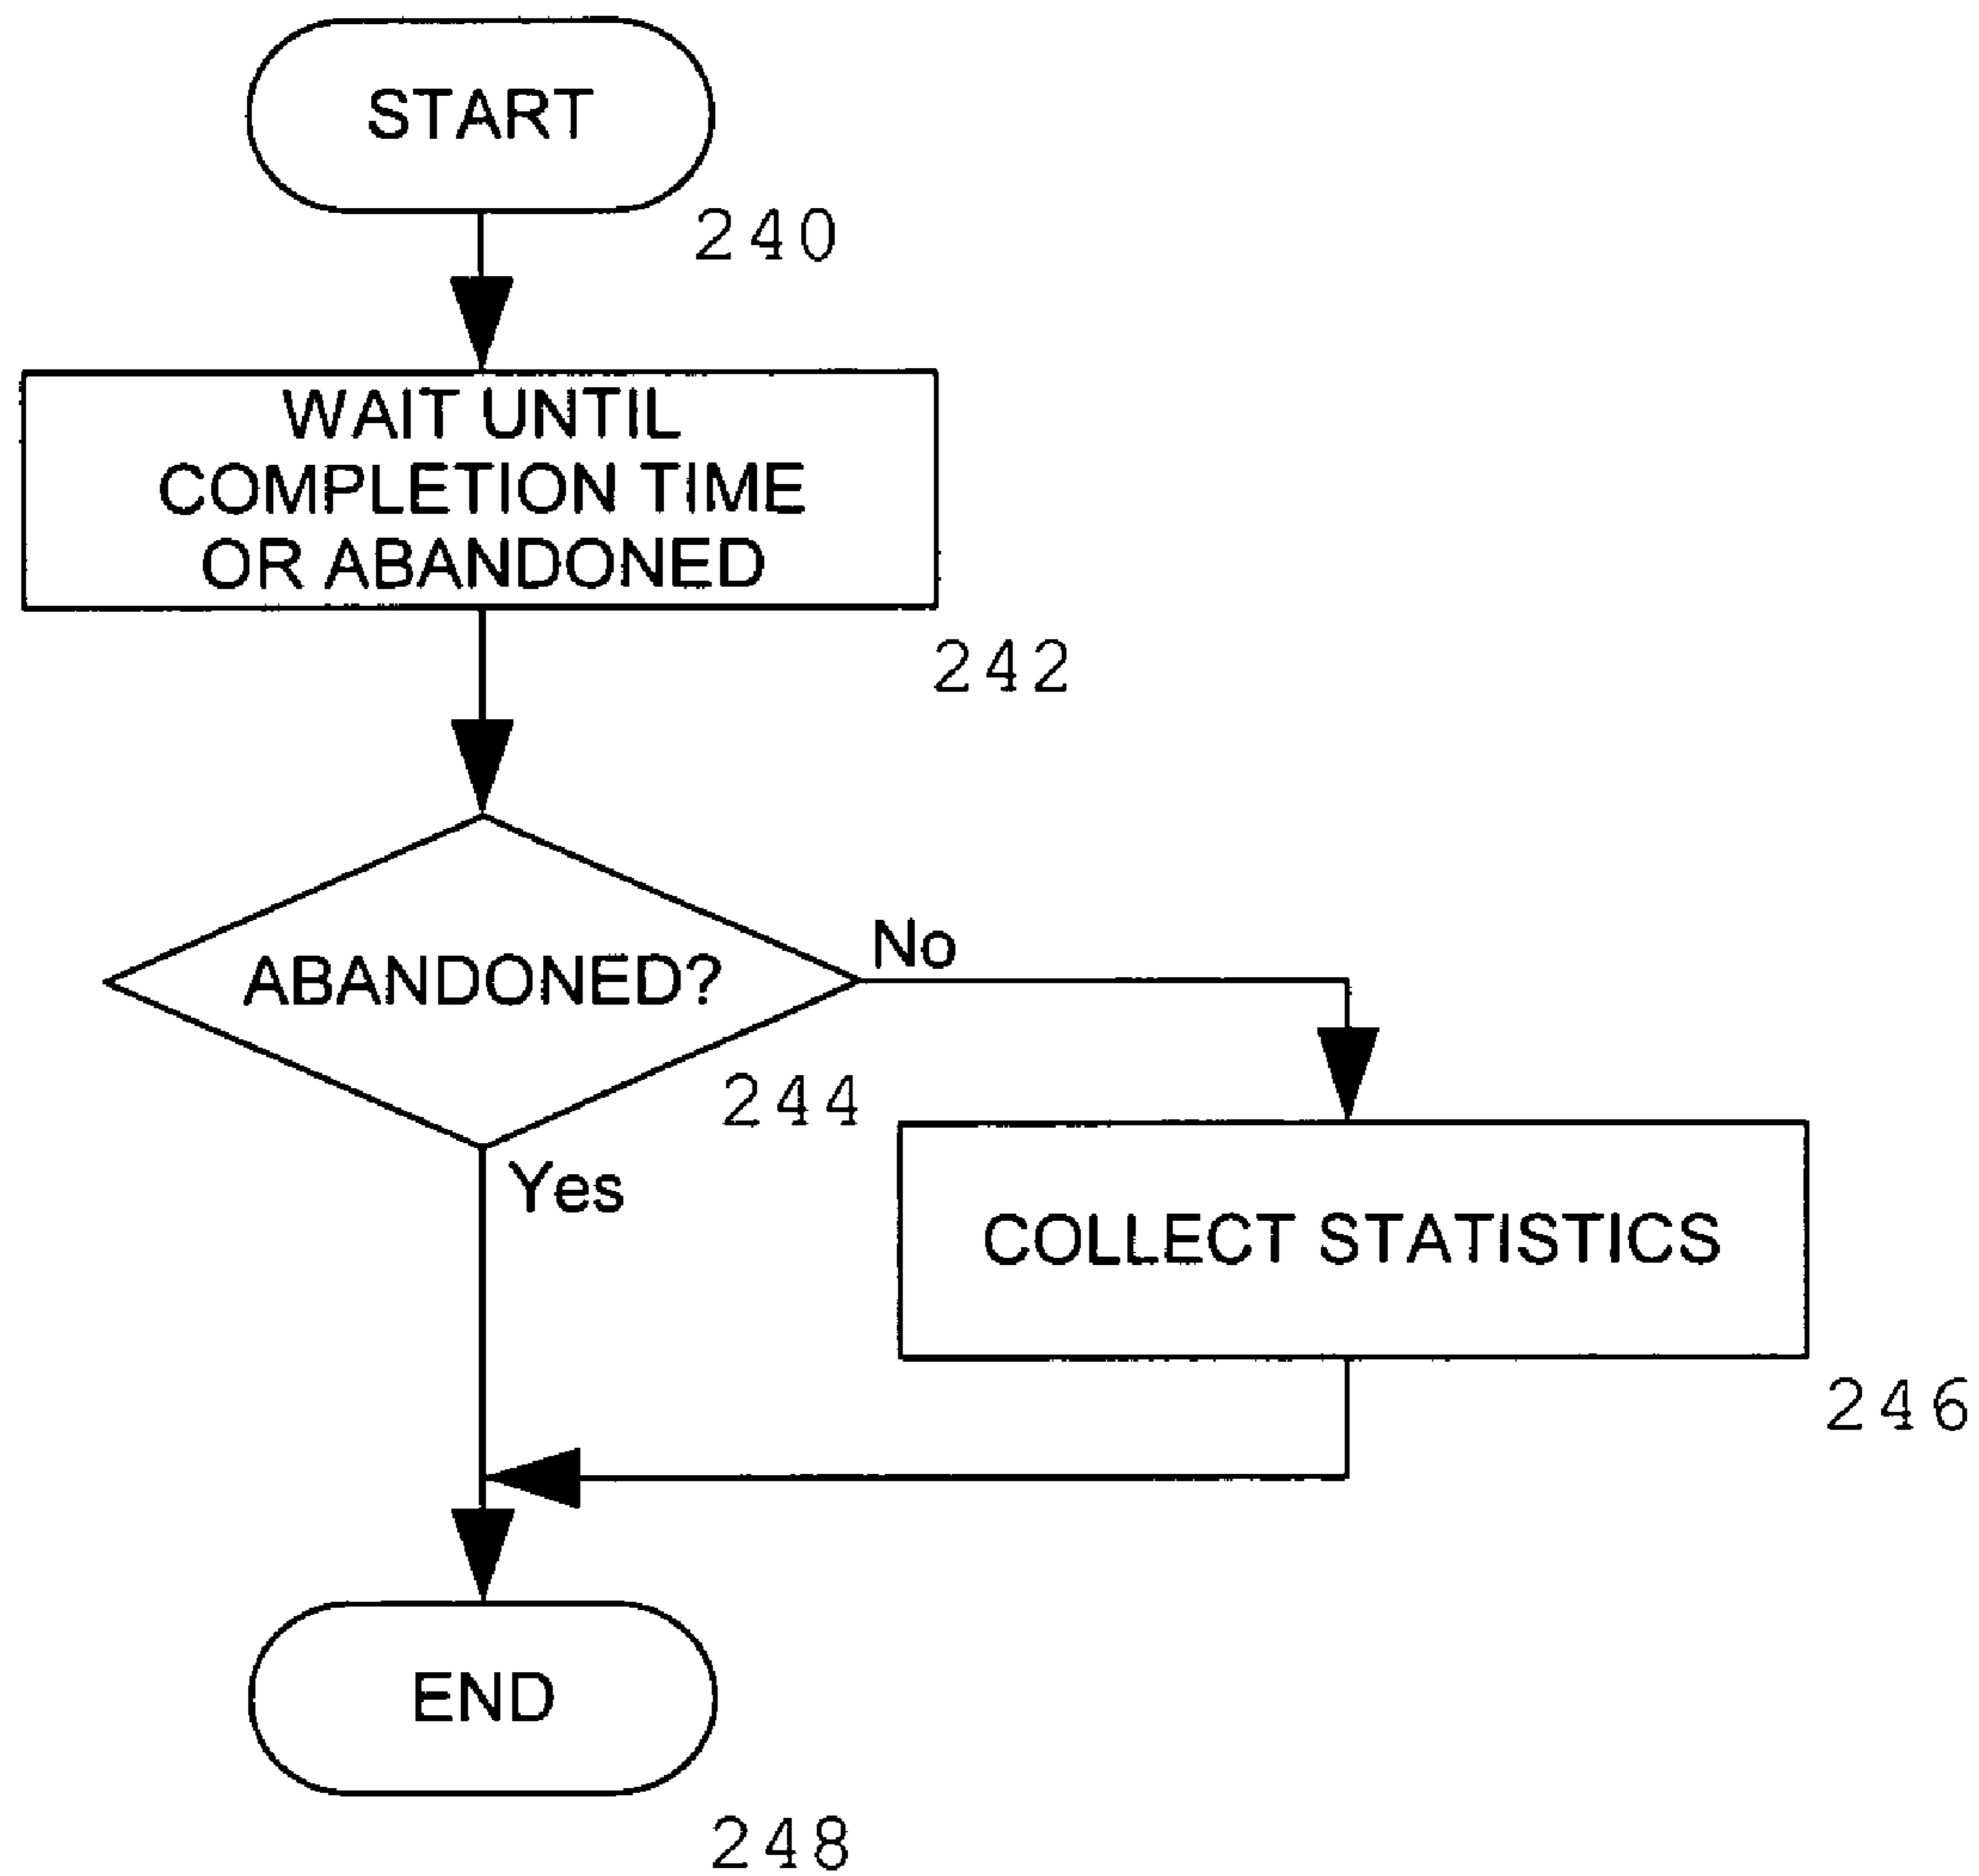 START
240
WAIT UNTIL
COMPLETION TIME
OR ABANDONED
242
ABANDONED?
No
244
Yes
COLLECT STATISTICS
246
END
248